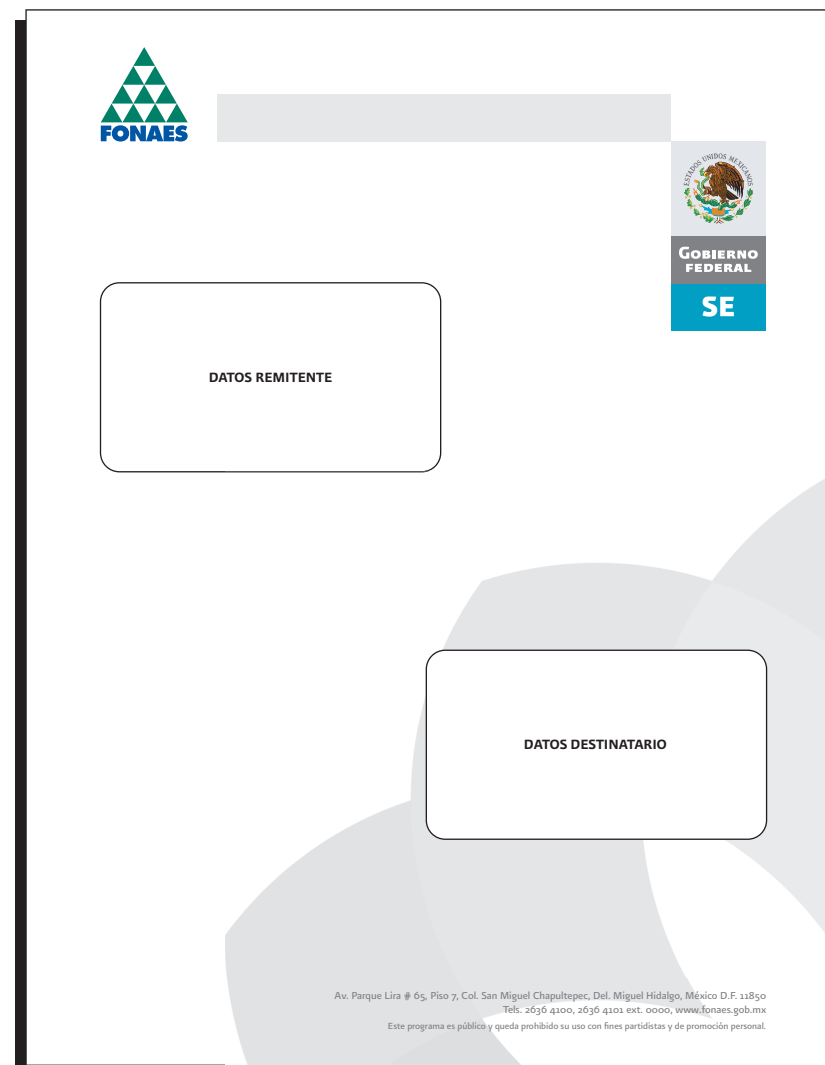 FONAES
ESTADOS UNIDOS MEXICANOS
GOBIERNO
FEDERAL
SE
DATOS REMITENTE
DATOS DESTINATARIO
Av. Parque Lira # 65, Piso 7, Col. San Miguel Chapultepec, Del. Miguel Hidalgo, México D.F. 11850
Tels. 2636 4100, 2636 4101 ext. 0000, www.fonaes.gob.mx
Este programa es público y queda prohibido su uso con fines partidistas y de promoción personal.